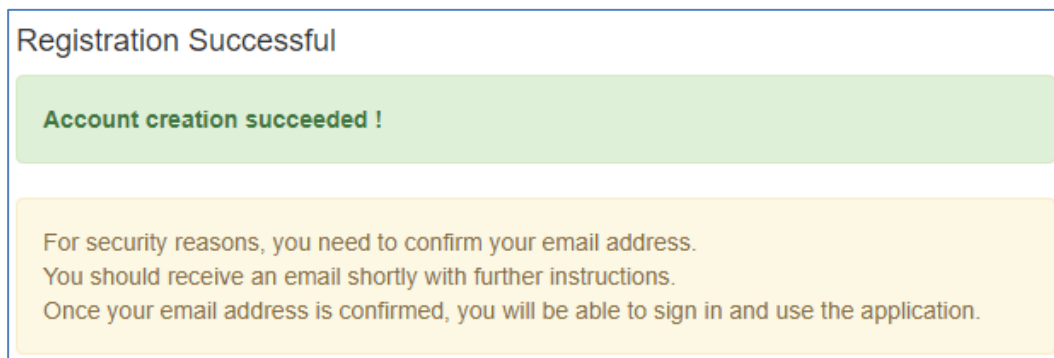 Registration Successful
Account creation succeeded !
For security reasons, you need to confirm your email address.
You should receive an email shortly with further instructions.
Once your email address is confirmed, you will be able to sign in and use the application.